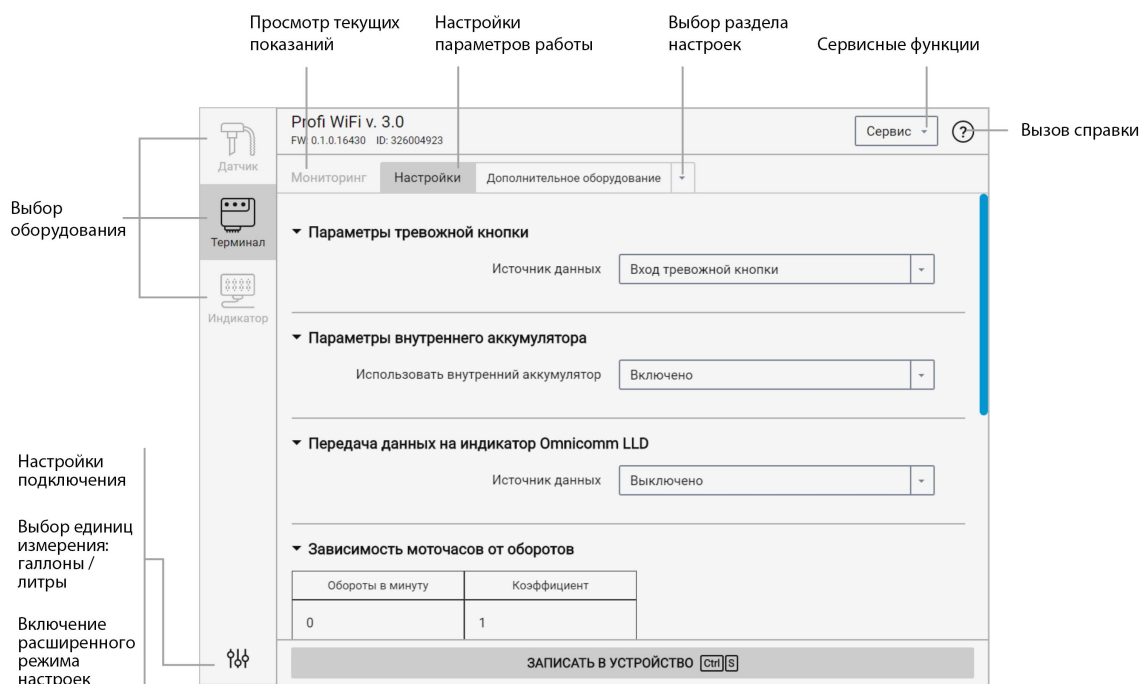 Просмотр текущих
показаний
Настройки
параметров работы
Выбор раздела
настроек
Сервисные функции
Вызов справки
Выбор
оборудования
Настройки
подключения
Выбор единиц
измерения:
галлоны /
литры
Включение
расширенного
режима
настроек
Датчик
Терминал
Индикатор
Profi WiFi v. 3.0
FW: 0.1.0.16430 ID: 326004923
Сервис
?
Мониторинг Настройки Дополнительное оборудование
Параметры тревожной кнопки
Источник данных Вход тревожной кнопки
Параметры внутреннего аккумулятора
Использовать внутренний аккумулятор Включено
Передача данных на индикатор Omnicomm LLD
Источник данных Выключено
Зависимость моточасов от оборотов
Обороты в минуту Коэффициент
0 1
ЗАПИСАТЬ В УСТРОЙСТВО Ctrl S